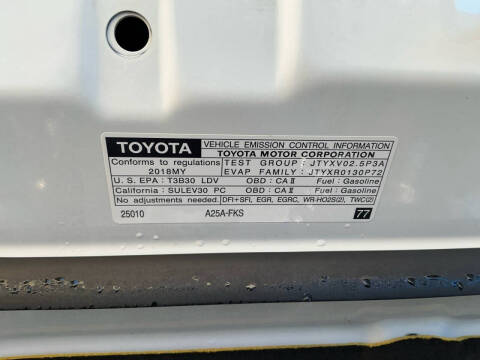 TOYOTA VEHICLE EMISSION CONTROL INFORMATION
TOYOTA MOTOR CORPORATION
Conforms to regulations TEST GROUP : JTYXV02.5P3A
2018MY EVAP FAMILY : JTYXR0130P72
U.S. EPA : T3B30 LDV OBD : CA II Fuel : Gasoline
California : SULEV30 PC OBD : CA II Fuel : Gasoline
No adjustments needed. DFI+SFI, EGR, EGRC, WR-HO2S(2), TWC(2)
25010 A25A-FKS 77